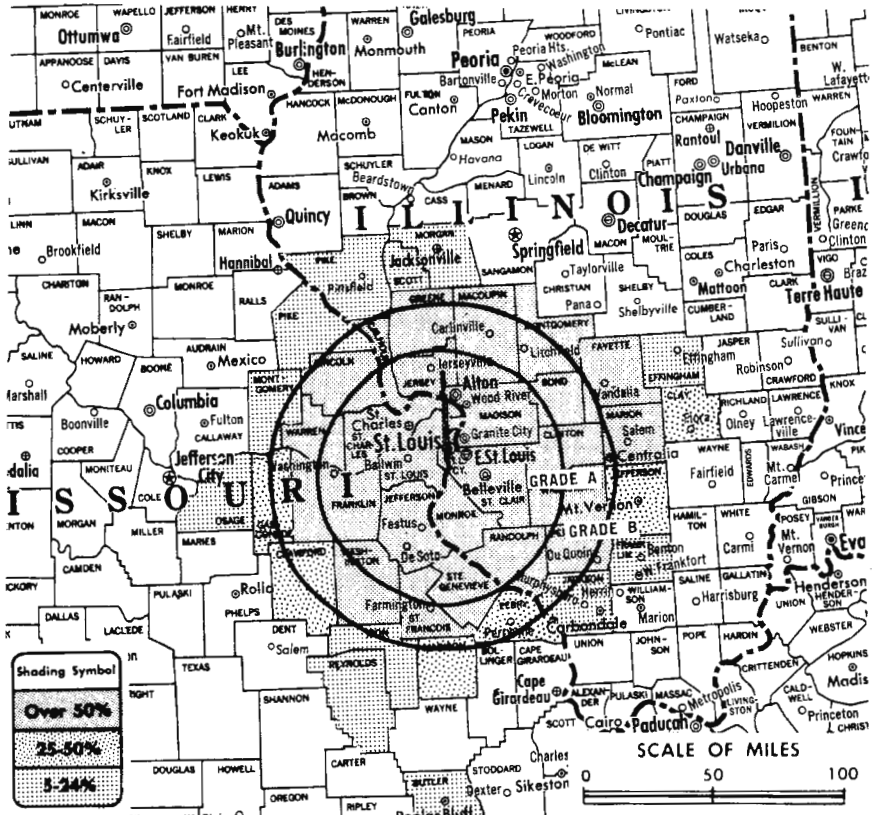 MONROE
WAPELLO
JEFFERSON
HENRY
DES MOINES
WARREN
Galesburg
Ottumwa
Fairfield
Mt. Pleasant
Burlington
Monmouth
PEORIA
WOODFORD
LIVINGSTON
Pontiac
Watseka
BENTON
APPANOOSE
DAVIS
VAN BUREN
LEE
HENDERSON
Peoria
Peoria Hts.
Washington
McLEAN
Centerville
Fort Madison
Bartonville
E. Peoria
Morton
Normal
FORD
W. Lafayette
HANCOCK
McDONOUGH
FULTON
Canton
Pekin
Crevecoeur
Bloomington
Paxton
Hoopeston
WARREN
SCHUYLER
SCOTLAND
CLARK
Keokuk
Macomb
TAZEWELL
CHAMPAIGN
VERMILION
MASON
LOGAN
DE WITT
Rantoul
Danville
FOUNTAIN
ADAIR
KNOX
LEWIS
SCHUYLER
Havana
Lincoln
Clinton
PIATT
Champaign
Urbana
Kirksville
ADAMS
Beardstown
BROWN
CASS
MENARD
ILLINOIS
LINN
MACON
SHELBY
MARION
Quincy
Springfield
Decatur
MACON
MOULTRIE
DOUGLAS
EDGAR
VERMILLION
PARKE
Brookfield
Hannibal
PIKE
MORGAN
Jacksonville
SCOTT
SANGAMON
Taylorville
CHRISTIAN
Paris
Clinton
COLES
Charleston
VIGO
CHARITON
RANDOLPH
MONROE
RALLS
PIKE
Pittsfield
GREENE
MACOUPIN
Pana
SHELBY
Shelbyville
Mattoon
CLARK
Terre Haute
CUMBERLAND
Moberly
Carlinville
MONTGOMERY
SULLIVAN
SALINE
HOWARD
AUDRAIN
Mexico
LINCOLN
Jerseyville
Litchfield
FAYETTE
Effingham
JASPER
Robinson
Sullivan
Marshall
BOONE
MONTGOMERY
JERSEY
Alton
Wood River
BOND
Vandalia
EFFINGHAM
CRAWFORD
KNOX
Boonville
Columbia
Fulton
CALLAWAY
WARREN
St. Charles
ST. CHARLES
MADISON
Granite City
CLAY
Flora
RICHLAND
Olney
LAWRENCE
Lawrenceville
COOPER
MONITEAU
Jefferson City
Washington
St. Louis
Ballwin
ST. LOUIS
E. St. Louis
CLINTON
MARION
Salem
Centralia
WAYNE
Fairfield
EDWARDS
WABASH
Mt. Carmel
MISSOURI
COLE
OSAGE
FRANKLIN
JEFFERSON
Belleville
ST. CLAIR
GRADE A
JEFFERSON
Mt. Vernon
GIBSON
MORGAN
MILLER
MARIES
Festus
MONROE
RANDOLPH
GRADE B
HAMILTON
WHITE
Carmi
POSEY
Mt. Vernon
CAMDEN
CRAWFORD
De Soto
Du Quoin
Benton
W. Frankfort
HICKORY
PULASKI
Rolla
PHELPS
STE GENEVIEVE
Murphysboro
JACKSON
Herrin
WILLIAMSON
SALINE
Harrisburg
GALLATIN
Henderson
UNION
HENDERSON
DALLAS
LACLEDE
DENT
Salem
Farmington
ST FRANCOIS
PERRY
Perryville
Carbondale
Marion
WEBSTER
TEXAS
REYNOLDS
BOLLINGER
CAPE GIRARDEAU
UNION
JOHNSON
POPE
HARDIN
CRITTENDEN
HOPKINS
Shading Symbol
Over 50%
25-50%
5-24%
SHANNON
WAYNE
Cape Girardeau
ALEXANDER
PULASKI
MASSAC
Metropolis
LIVINGSTON
CALDWELL
Princeton
SCOTT
Cairo
Paducah
SCALE OF MILES
DOUGLAS
HOWELL
CARTER
BUTLER
STODDARD
Dexter
Sikeston
OREGON
RIPLEY
0 50 100